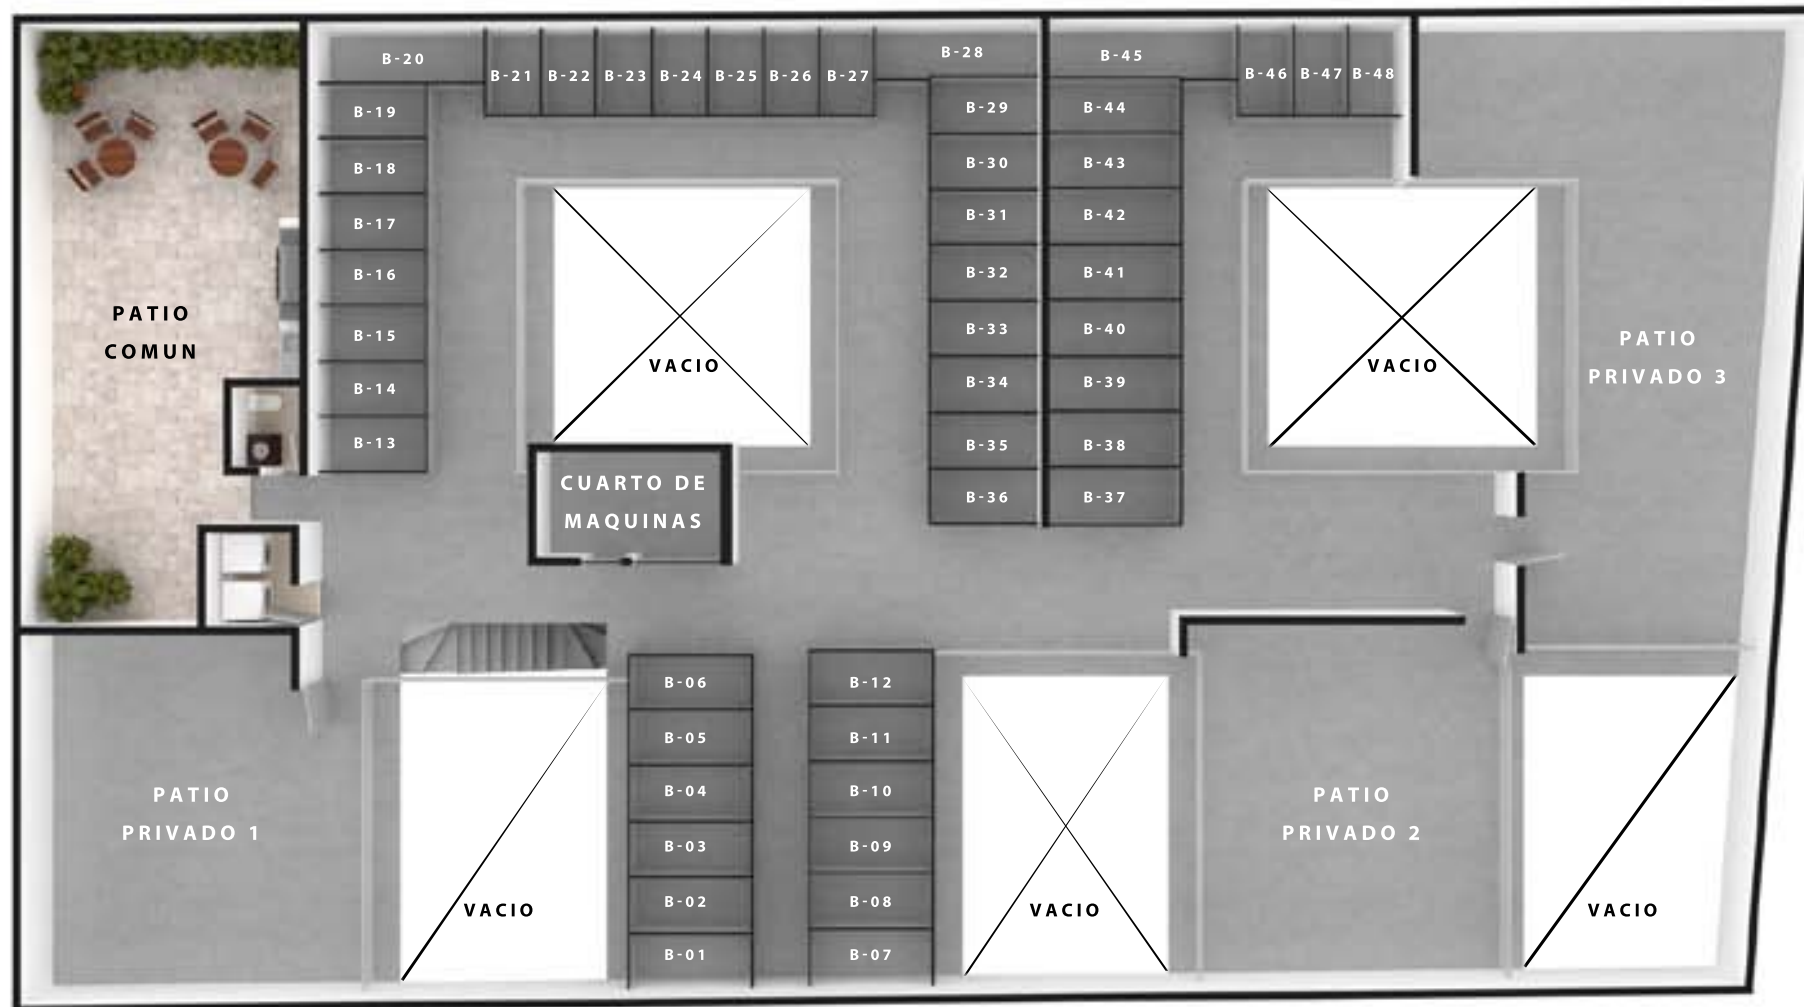 B-20
B-21
B-22
B-23
B-24
B-25
B-26
B-27
B-28
B-45
B-46
B-47
B-48
B-19
B-18
B-17
B-16
B-15
B-14
B-13
B-29
B-30
B-31
B-32
B-33
B-34
B-35
B-36
B-44
B-43
B-42
B-41
B-40
B-39
B-38
B-37
PATIO
COMUN
VACIO
VACIO
PATIO
PRIVADO 3
CUARTO DE
MAQUINAS
B-06
B-05
B-04
B-03
B-02
B-01
B-12
B-11
B-10
B-09
B-08
B-07
PATIO
PRIVADO 1
VACIO
VACIO
PATIO
PRIVADO 2
VACIO